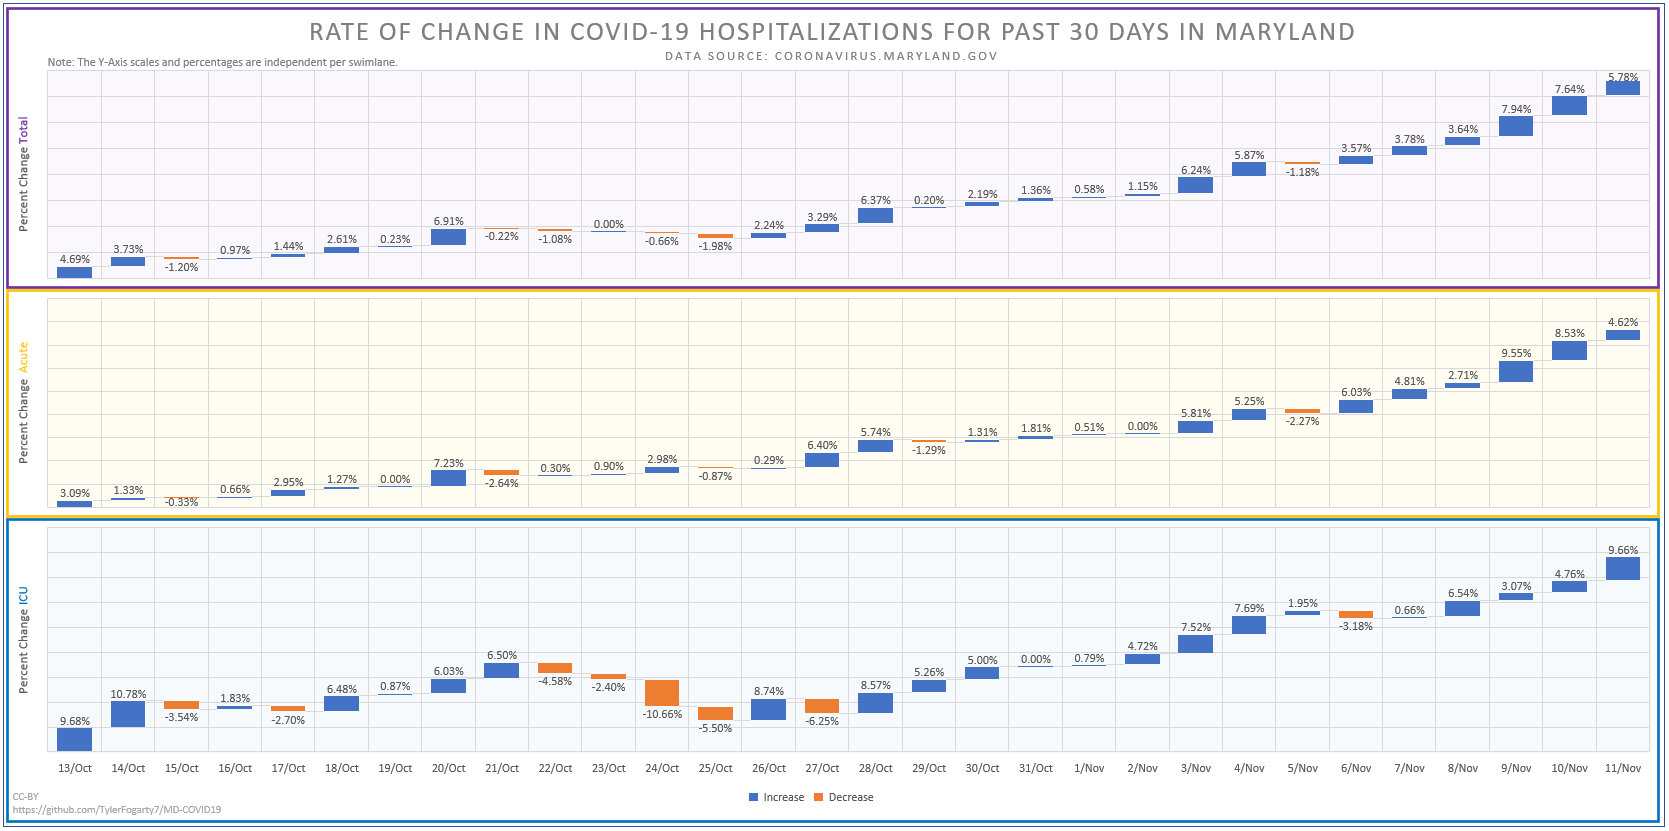 RATE OF CHANGE IN COVID-19 HOSPITALIZATIONS FOR PAST 30 DAYS IN MARYLAND
DATA SOURCE: CORONAVIRUS.MARYLAND.GOV
Note: The Y-Axis scales and percentages are independent per swimlane.
Percent Change Total
4.69% 3.73% -1.20% 0.97% 1.44% 2.61% 0.23% 6.91% -0.22% -1.08% 0.00% -0.66% -1.98% 2.24% 3.29% 6.37% 0.20% 2.19% 1.36% 0.58% 1.15% 6.24% 5.87% -1.18% 3.57% 3.78% 3.64% 7.94% 7.64% 5.78%
Percent Change Acute
3.09% 1.33% -0.33% 0.66% 2.95% 1.27% 0.00% 7.23% -2.64% 0.30% 0.90% 2.98% -0.87% 0.29% 6.40% 5.74% -1.29% 1.31% 1.81% 0.51% 0.00% 5.81% 5.25% -2.27% 6.03% 4.81% 2.71% 9.55% 8.53% 4.62%
Percent Change ICU
9.68% 10.78% -3.54% 1.83% -2.70% 6.48% 0.87% 6.03% 6.50% -4.58% -2.40% -10.66% -5.50% 8.74% -6.25% 8.57% 5.26% 5.00% 0.00% 0.79% 4.72% 7.52% 7.69% 1.95% -3.18% 0.66% 6.54% 3.07% 4.76% 9.66%
13/Oct 14/Oct 15/Oct 16/Oct 17/Oct 18/Oct 19/Oct 20/Oct 21/Oct 22/Oct 23/Oct 24/Oct 25/Oct 26/Oct 27/Oct 28/Oct 29/Oct 30/Oct 31/Oct 1/Nov 2/Nov 3/Nov 4/Nov 5/Nov 6/Nov 7/Nov 8/Nov 9/Nov 10/Nov 11/Nov
Increase Decrease
CC-BY
https://github.com/TylerFogarty7/MD-COVID19